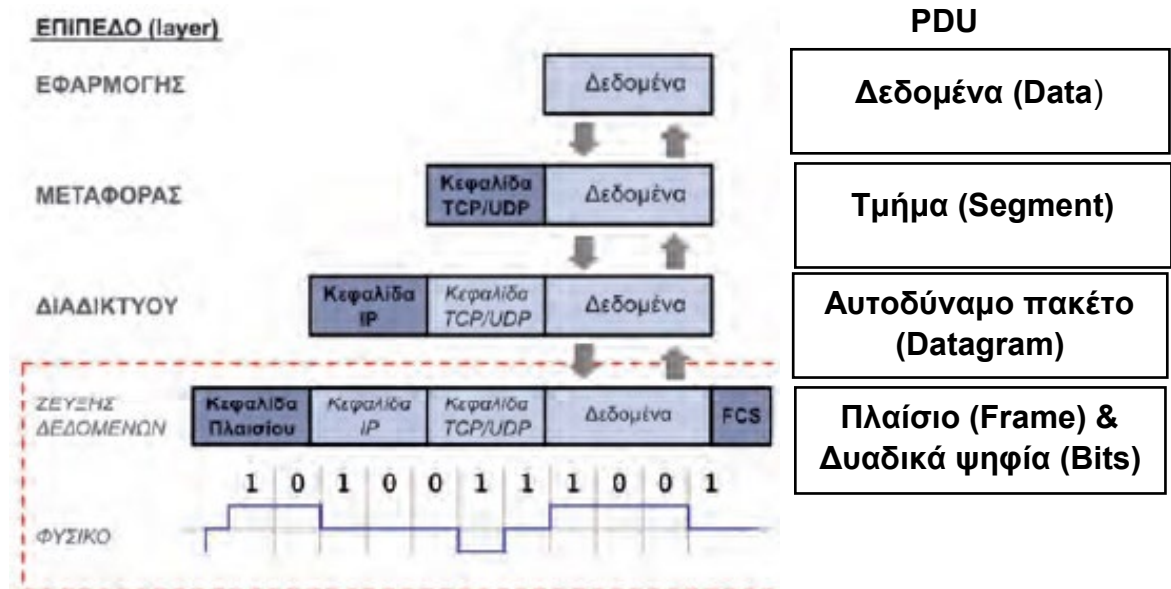 ΕΠΙΠΕΔΟ (layer)
PDU
ΕΦΑΡΜΟΓΗΣ
Δεδομένα
Δεδομένα (Data)
ΜΕΤΑΦΟΡΑΣ
Κεφαλίδα
TCP/UDP
Δεδομένα
Τμήμα (Segment)
ΔΙΑΔΙΚΤΥΟΥ
Κεφαλίδα
IP
Κεφαλίδα
TCP/UDP
Δεδομένα
Αυτοδύναμο πακέτο
(Datagram)
ΖΕΥΞΗΣ
ΔΕΔΟΜΕΝΩΝ
Κεφαλίδα
Πλαισίου
Κεφαλίδα
IP
Κεφαλίδα
TCP/UDP
Δεδομένα
FCS
Πλαίσιο (Frame) &
Δυαδικά ψηφία (Bits)
1 0 1 0 0 1 1 1 0 0 1
ΦΥΣΙΚΟ